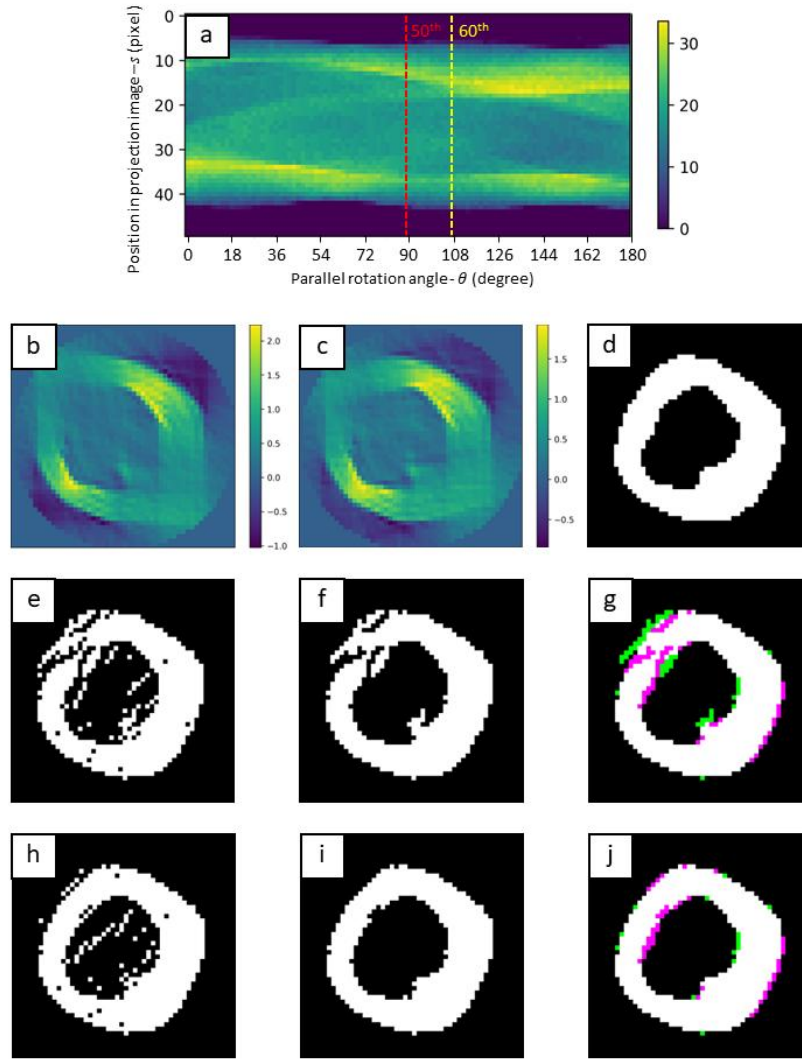 a
50th
60th
0
10
20
30
40
Position in projection image – s (pixel)
0 18 36 54 72 90 108 126 144 162 180
Parallel rotation angle - θ (degree)
30
20
10
0
b
2.0
1.5
1.0
0.5
0.0
−0.5
−1.0
c
1.5
1.0
0.5
0.0
−0.5
d
e
f
g
h
i
j